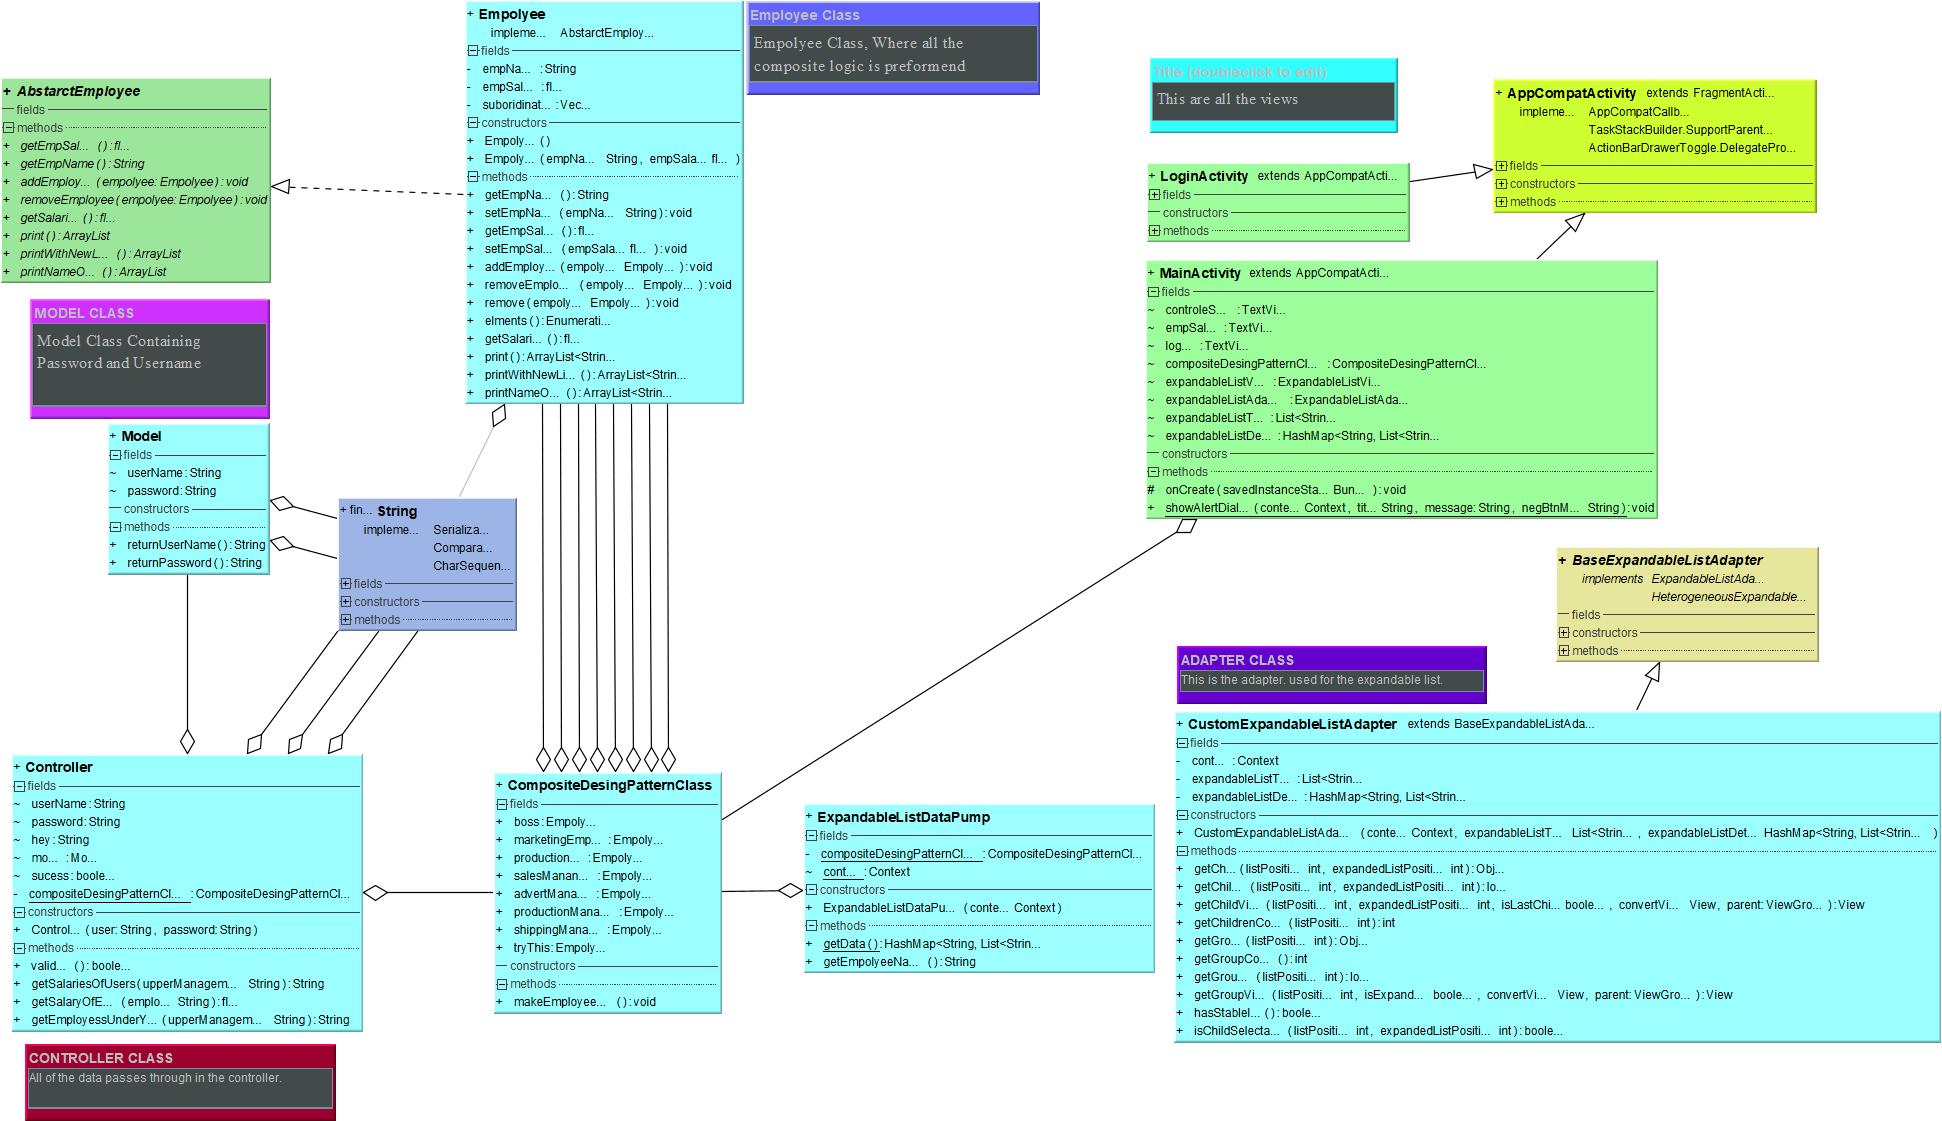 + AbstarctEmployee
fields
methods
+ getEmpSal... (): fl...
+ getEmpName (): String
+ addEmploy... (empolyee: Empolyee): void
+ removeEmployee (empolyee: Empolyee): void
+ getSalari... (): fl...
+ print (): ArrayList
+ printWithNewL... (): ArrayList
+ printNameO... (): ArrayList
+ Empolyee
impleme... AbstarctEmploy...
fields
- empNa... : String
- empSal... : fl...
- suboridinat... : Vec...
constructors
+ Empoly... ()
+ Empoly... (empNa... String, empSala... fl... )
methods
+ getEmpNa... (): String
+ setEmpNa... (empNa... String): void
+ getEmpSal... (): fl...
+ setEmpSal... (empSala... fl... ): void
+ addEmploy... (empoly... Empoly... ): void
+ removeEmplo... (empoly... Empoly... ): void
+ remove (empoly... Empoly... ): void
+ elments (): Enumerati...
+ getSalari... (): fl...
+ print (): ArrayList<Strin...
+ printWithNewLi... (): ArrayList<Strin...
+ printNameO... (): ArrayList<Strin...
Employee Class
Empolyee Class, Where all the
composite logic is preformend
Title (doubleclick to edit)
This are all the views
+ AppCompatActivity extends FragmentActi...
impleme... AppCompatCallb...
TaskStackBuilder.SupportParent...
ActionBarDrawerToggle.DelegatePro...
fields
constructors
methods
+ LoginActivity extends AppCompatActi...
fields
constructors
methods
+ MainActivity extends AppCompatActi...
fields
~ controleS... : TextVi...
~ empSal... : TextVi...
~ log... : TextVi...
~ compositeDesingPatternCl... : CompositeDesingPatternCl...
~ expandableListV... : ExpandableListVi...
~ expandableListAda... : ExpandableListAda...
~ expandableListT... : List<Strin...
~ expandableListDe... : HashMap<String, List<Strin...
constructors
methods
# onCreate (savedInstanceSta... Bun... ): void
+ showAlertDial... (conte... Context, tit... String, message: String, negBtnM... String): void
MODEL CLASS
Model Class Containing
Password and Username
+ Model
fields
~ userName: String
~ password: String
constructors
methods
+ returnUserName (): String
+ returnPassword (): String
+ fin... String
impleme... Serializa...
Compara...
CharSequen...
fields
constructors
methods
+ BaseExpandableListAdapter
implements ExpandableListAda...
HeterogeneousExpandable...
fields
constructors
methods
ADAPTER CLASS
This is the adapter. used for the expandable list.
+ CustomExpandableListAdapter extends BaseExpandableListAda...
fields
- cont... : Context
- expandableListT... : List<Strin...
- expandableListDe... : HashMap<String, List<Strin...
constructors
+ CustomExpandableListAda... (conte... Context, expandableListT... List<Strin... , expandableListDet... HashMap<String, List<Strin... )
methods
+ getCh... (listPositi... int, expandedListPositi... int): Obj...
+ getChil... (listPositi... int, expandedListPositi... int): lo...
+ getChildVi... (listPositi... int, expandedListPositi... int, isLastChi... boole... , convertVi... View, parent: ViewGro... ): View
+ getChildrenCo... (listPositi... int): int
+ getGro... (listPositi... int): Obj...
+ getGroupCo... (): int
+ getGrou... (listPositi... int): lo...
+ getGroupVi... (listPositi... int, isExpand... boole... , convertVi... View, parent: ViewGro... ): View
+ hasStableI... (): boole...
+ isChildSelecta... (listPositi... int, expandedListPositi... int): boole...
+ Controller
fields
~ userName: String
~ password: String
~ hey: String
~ mo... : Mo...
~ sucess: boole...
- compositeDesingPatternCl... : CompositeDesingPatternCl...
constructors
+ Control... (user: String, password: String)
methods
+ valid... (): boole...
+ getSalariesOfUsers (upperManagem... String): String
+ getSalaryOfE... (emplo... String): fl...
+ getEmployessUnderY... (upperManagem... String): String
+ CompositeDesingPatternClass
fields
+ boss: Empoly...
+ marketingEmp... : Empoly...
+ production... : Empoly...
+ salesManan... : Empoly...
+ advertMana... : Empoly...
+ productionMana... : Empoly...
+ shippingMana... : Empoly...
+ tryThis: Empoly...
constructors
methods
+ makeEmployee... (): void
+ ExpandableListDataPump
fields
- compositeDesingPatternCl... : CompositeDesingPatternCl...
~ cont... : Context
constructors
+ ExpandableListDataPu... (conte... Context)
methods
+ getData (): HashMap<String, List<Strin...
+ getEmpolyeeNa... (): String
CONTROLLER CLASS
All of the data passes through in the controller.